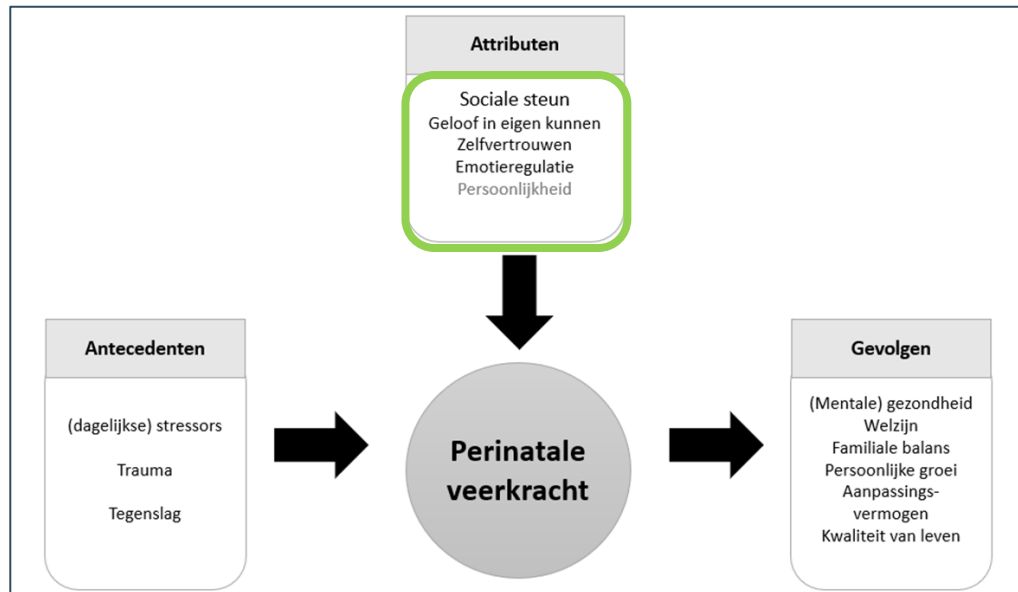 Attributen
Sociale steun
Geloof in eigen kunnen
Zelfvertrouwen
Emotieregulatie
Persoonlijkheid
Antecedenten
(dagelijkse) stressors
Trauma
Tegenslag
Perinatale
veerkracht
Gevolgen
(Mentale) gezondheid
Welzijn
Familiale balans
Persoonlijke groei
Aanpassings-
vermogen
Kwaliteit van leven